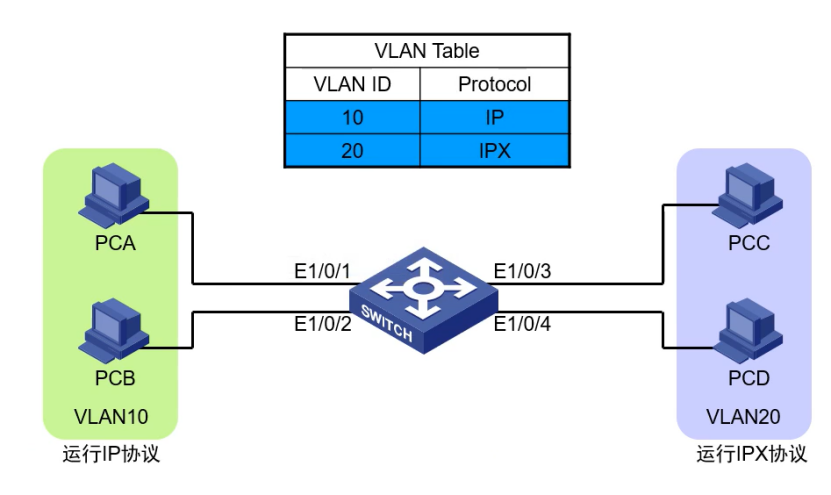 VLAN Table
VLAN ID Protocol
10 IP
20 IPX
PCA
PCC
E1/0/1
E1/0/3
SWITCH
E1/0/2
E1/0/4
PCB
PCD
VLAN10
VLAN20
运行IP协议
运行IPX协议